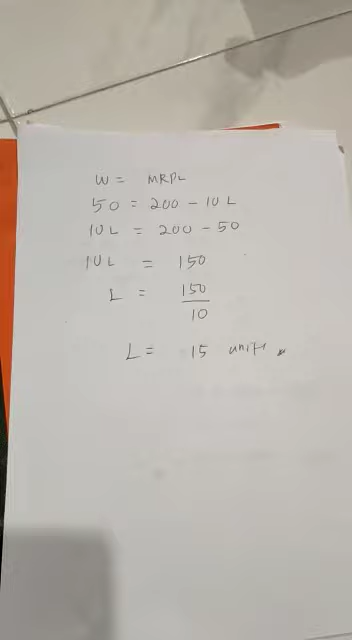 W = MRPL
50 = 200 - 10L
10L = 200 - 50
10L = 150
L = 150
10
L = 15 units